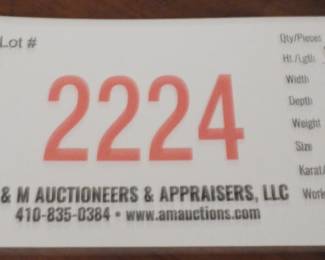 Lot #
2224
& M AUCTIONEERS & APPRAISERS, LLC
410-835-0384 • www.amauctions.com
Qty/Pieces
Ht./Lgth
Width
Depth
Weight
Size
Karat/
Work